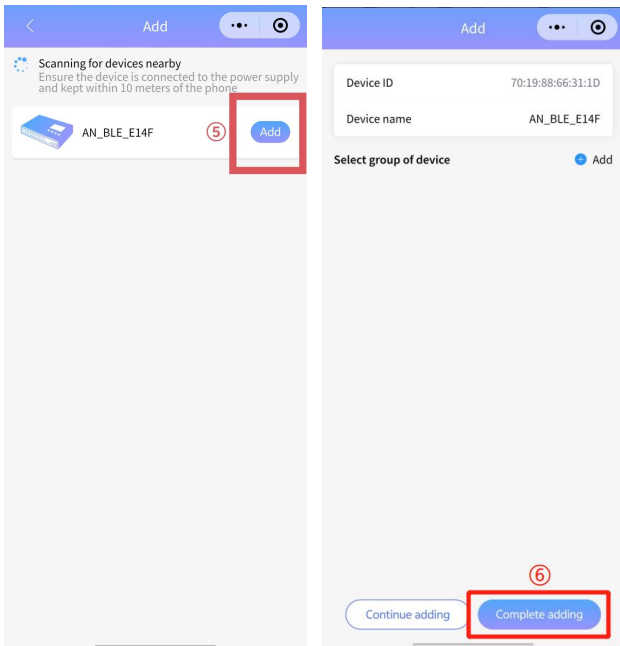 Add
Scanning for devices nearby
Ensure the device is connected to the power supply
and kept within 10 meters of the phone
AN_BLE_E14F
⑤
Add
Add
Device ID 70:19:88:66:31:1D
Device name AN_BLE_E14F
Select group of device Add
⑥
Continue adding Complete adding